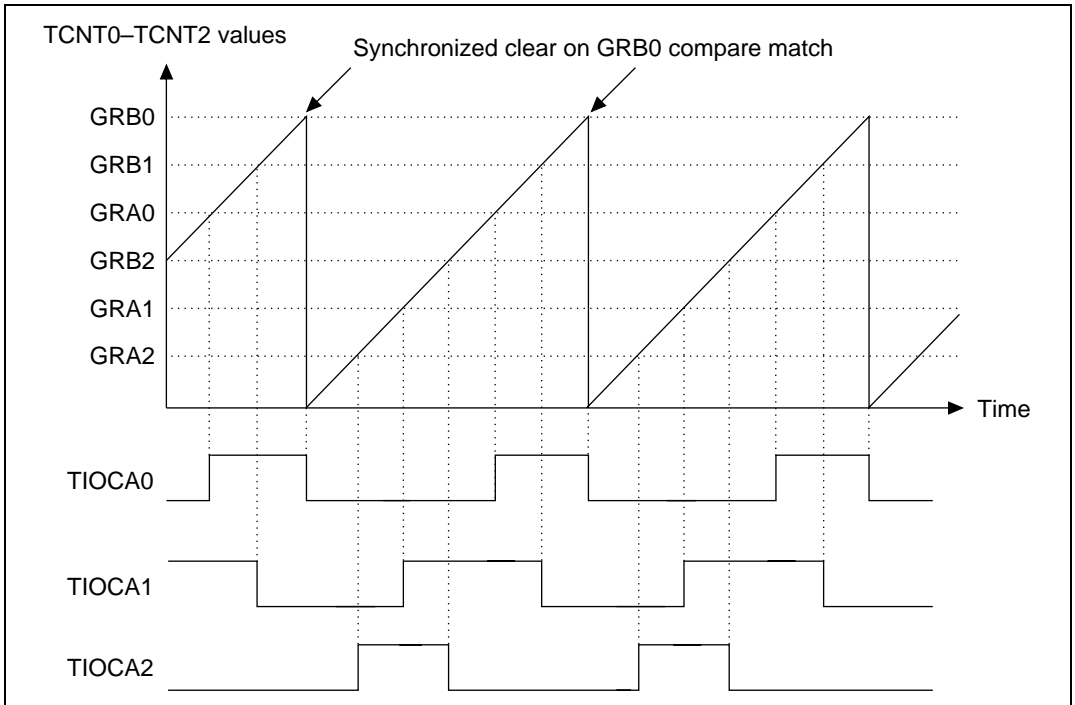 TCNT0–TCNT2 values
Synchronized clear on GRB0 compare match
GRB0
GRB1
GRA0
GRB2
GRA1
GRA2
Time
TIOCA0
TIOCA1
TIOCA2